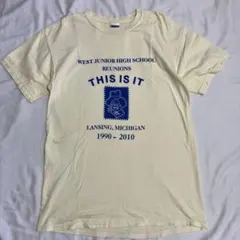 WEST JUNIOR HIGH SCHOOL
REUNIONS
THIS IS IT
LANSING, MICHIGAN
1990 - 2010